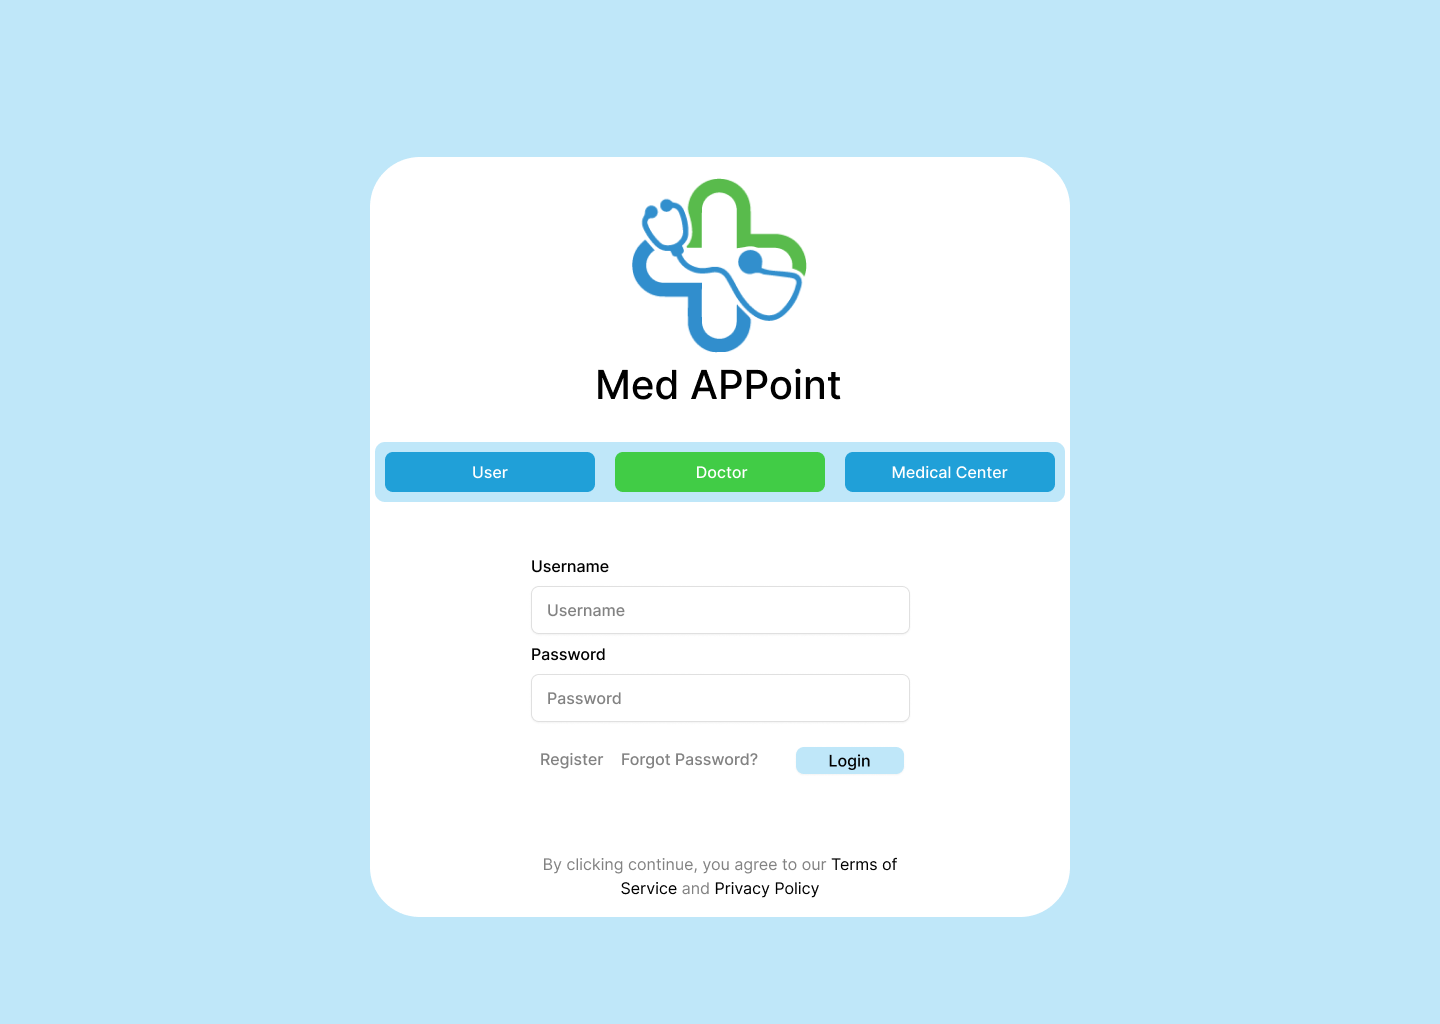 Med APPoint
User
Doctor
Medical Center
Username
Username
Password
Password
Register
Forgot Password?
Login
By clicking continue, you agree to our Terms of
Service and Privacy Policy